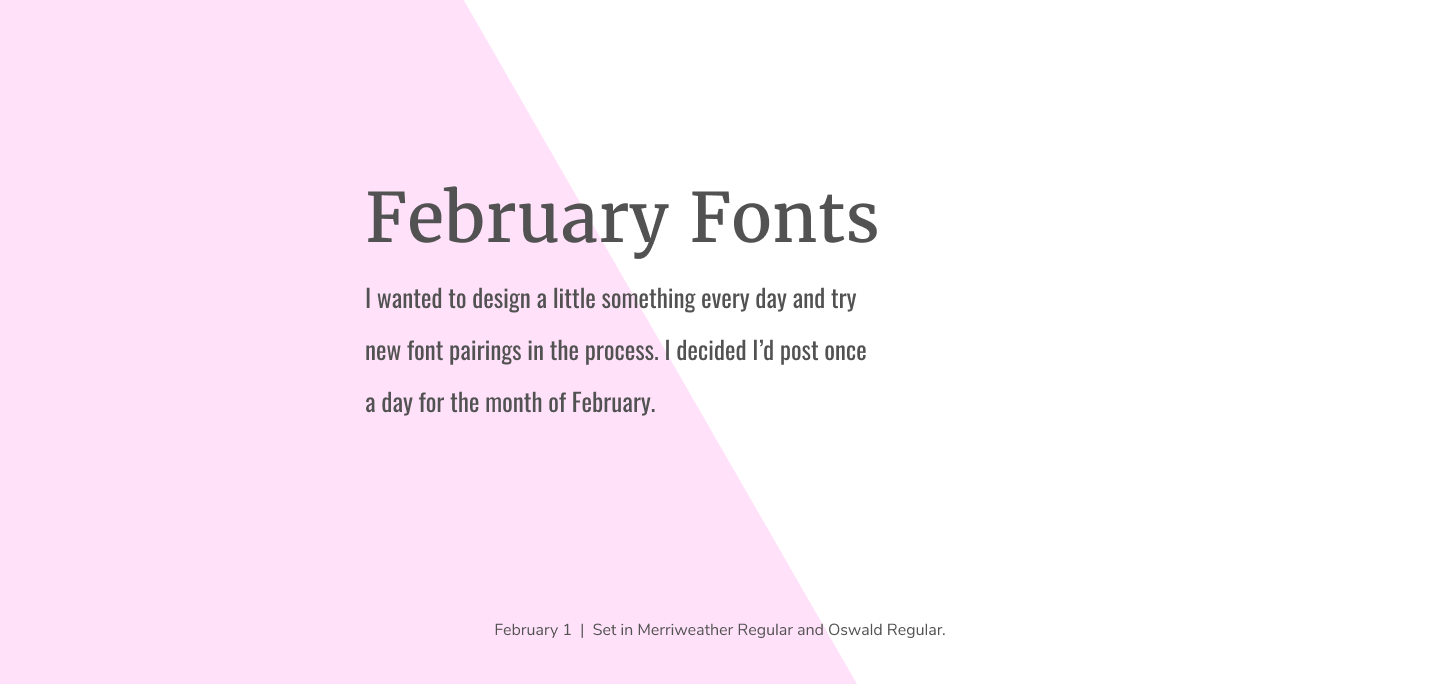 February Fonts
I wanted to design a little something every day and try
new font pairings in the process. I decided I’d post once
a day for the month of February.
February 1 | Set in Merriweather Regular and Oswald Regular.